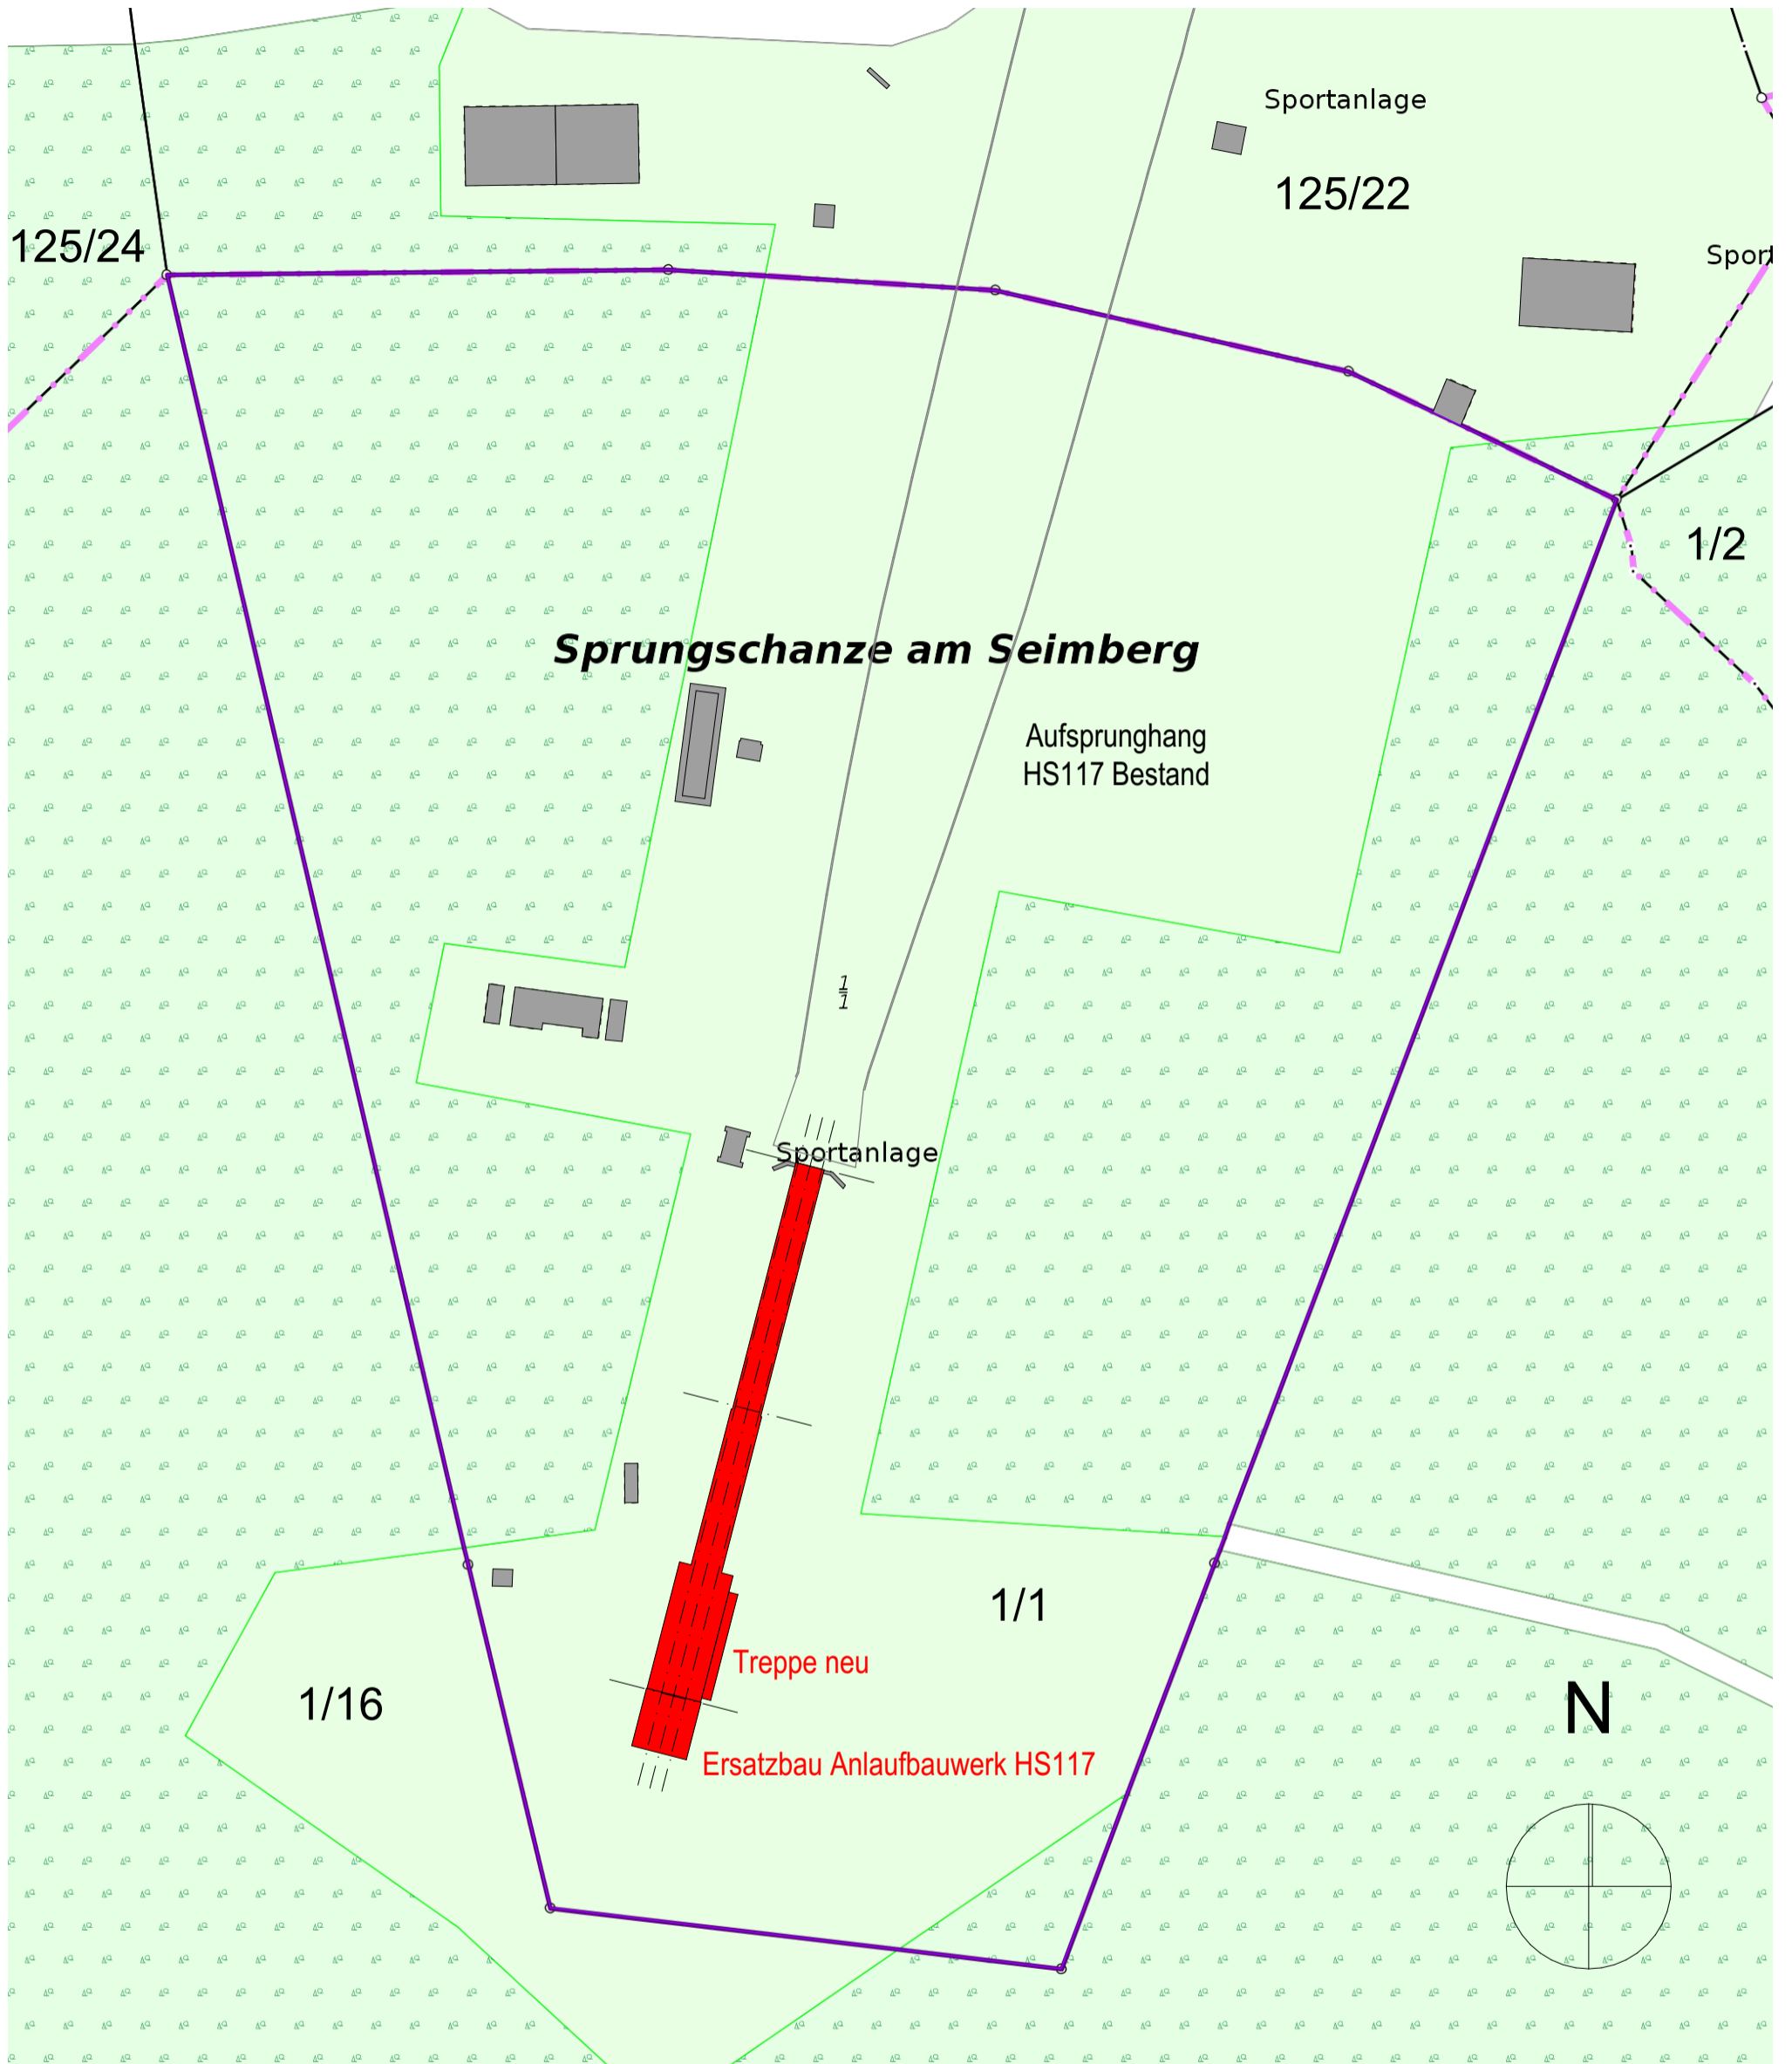 Sportanlage
125/22
125/24
Sport
1/2
Sprungschanze am Seimberg
Aufsprunghang
HS117 Bestand
1
1
Sportanlage
1/1
Treppe neu
1/16
N
Ersatzbau Anlaufbauwerk HS117